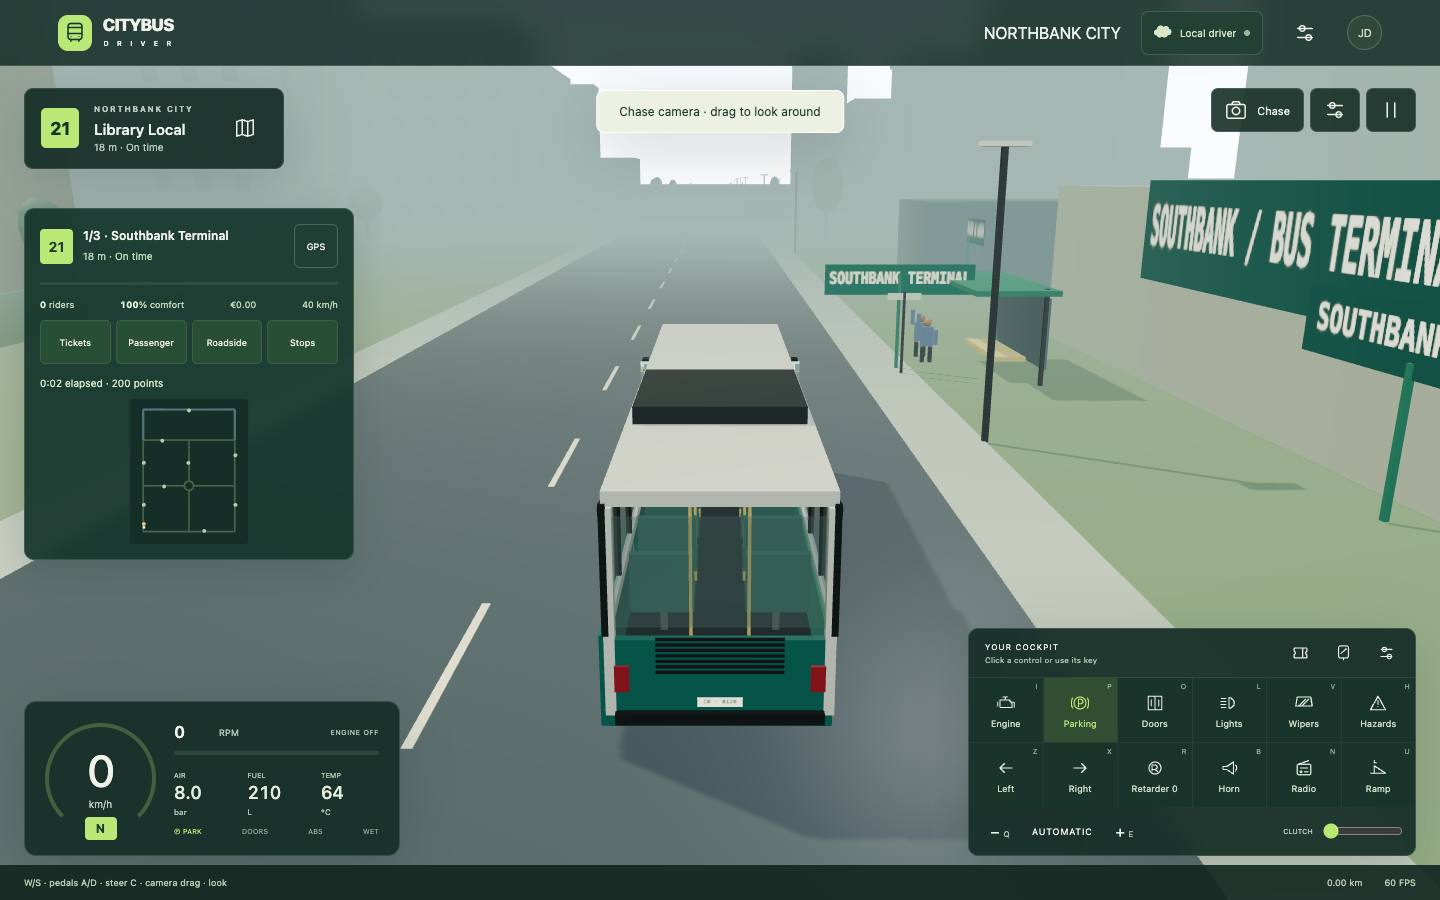 CITYBUS
DRIVER
NORTHBANK CITY
Local driver
JD
NORTHBANK CITY
21
Library Local
18 m · On time
Chase camera · drag to look around
Chase
21
1/3 · Southbank Terminal
18 m · On time
GPS
0 riders
100% comfort
€0.00
40 km/h
Tickets
Passenger
Roadside
Stops
0:02 elapsed · 200 points
SOUTHBANK / BUS TERMIN
SOUTHBANK TERMINAL
SOUTHBANK
0
km/h
N
0
RPM
ENGINE OFF
AIR
FUEL
TEMP
8.0
210
64
bar
L
°C
PARK
DOORS
ABS
WET
YOUR COCKPIT
Click a control or use its key
I
Engine
P
Parking
O
Doors
L
Lights
V
Wipers
H
Hazards
Z
Left
X
Right
R
Retarder 0
B
Horn
N
Radio
U
Ramp
− Q
AUTOMATIC
+ E
CLUTCH
W/S · pedals A/D · steer C · camera drag · look
0.00 km
60 FPS